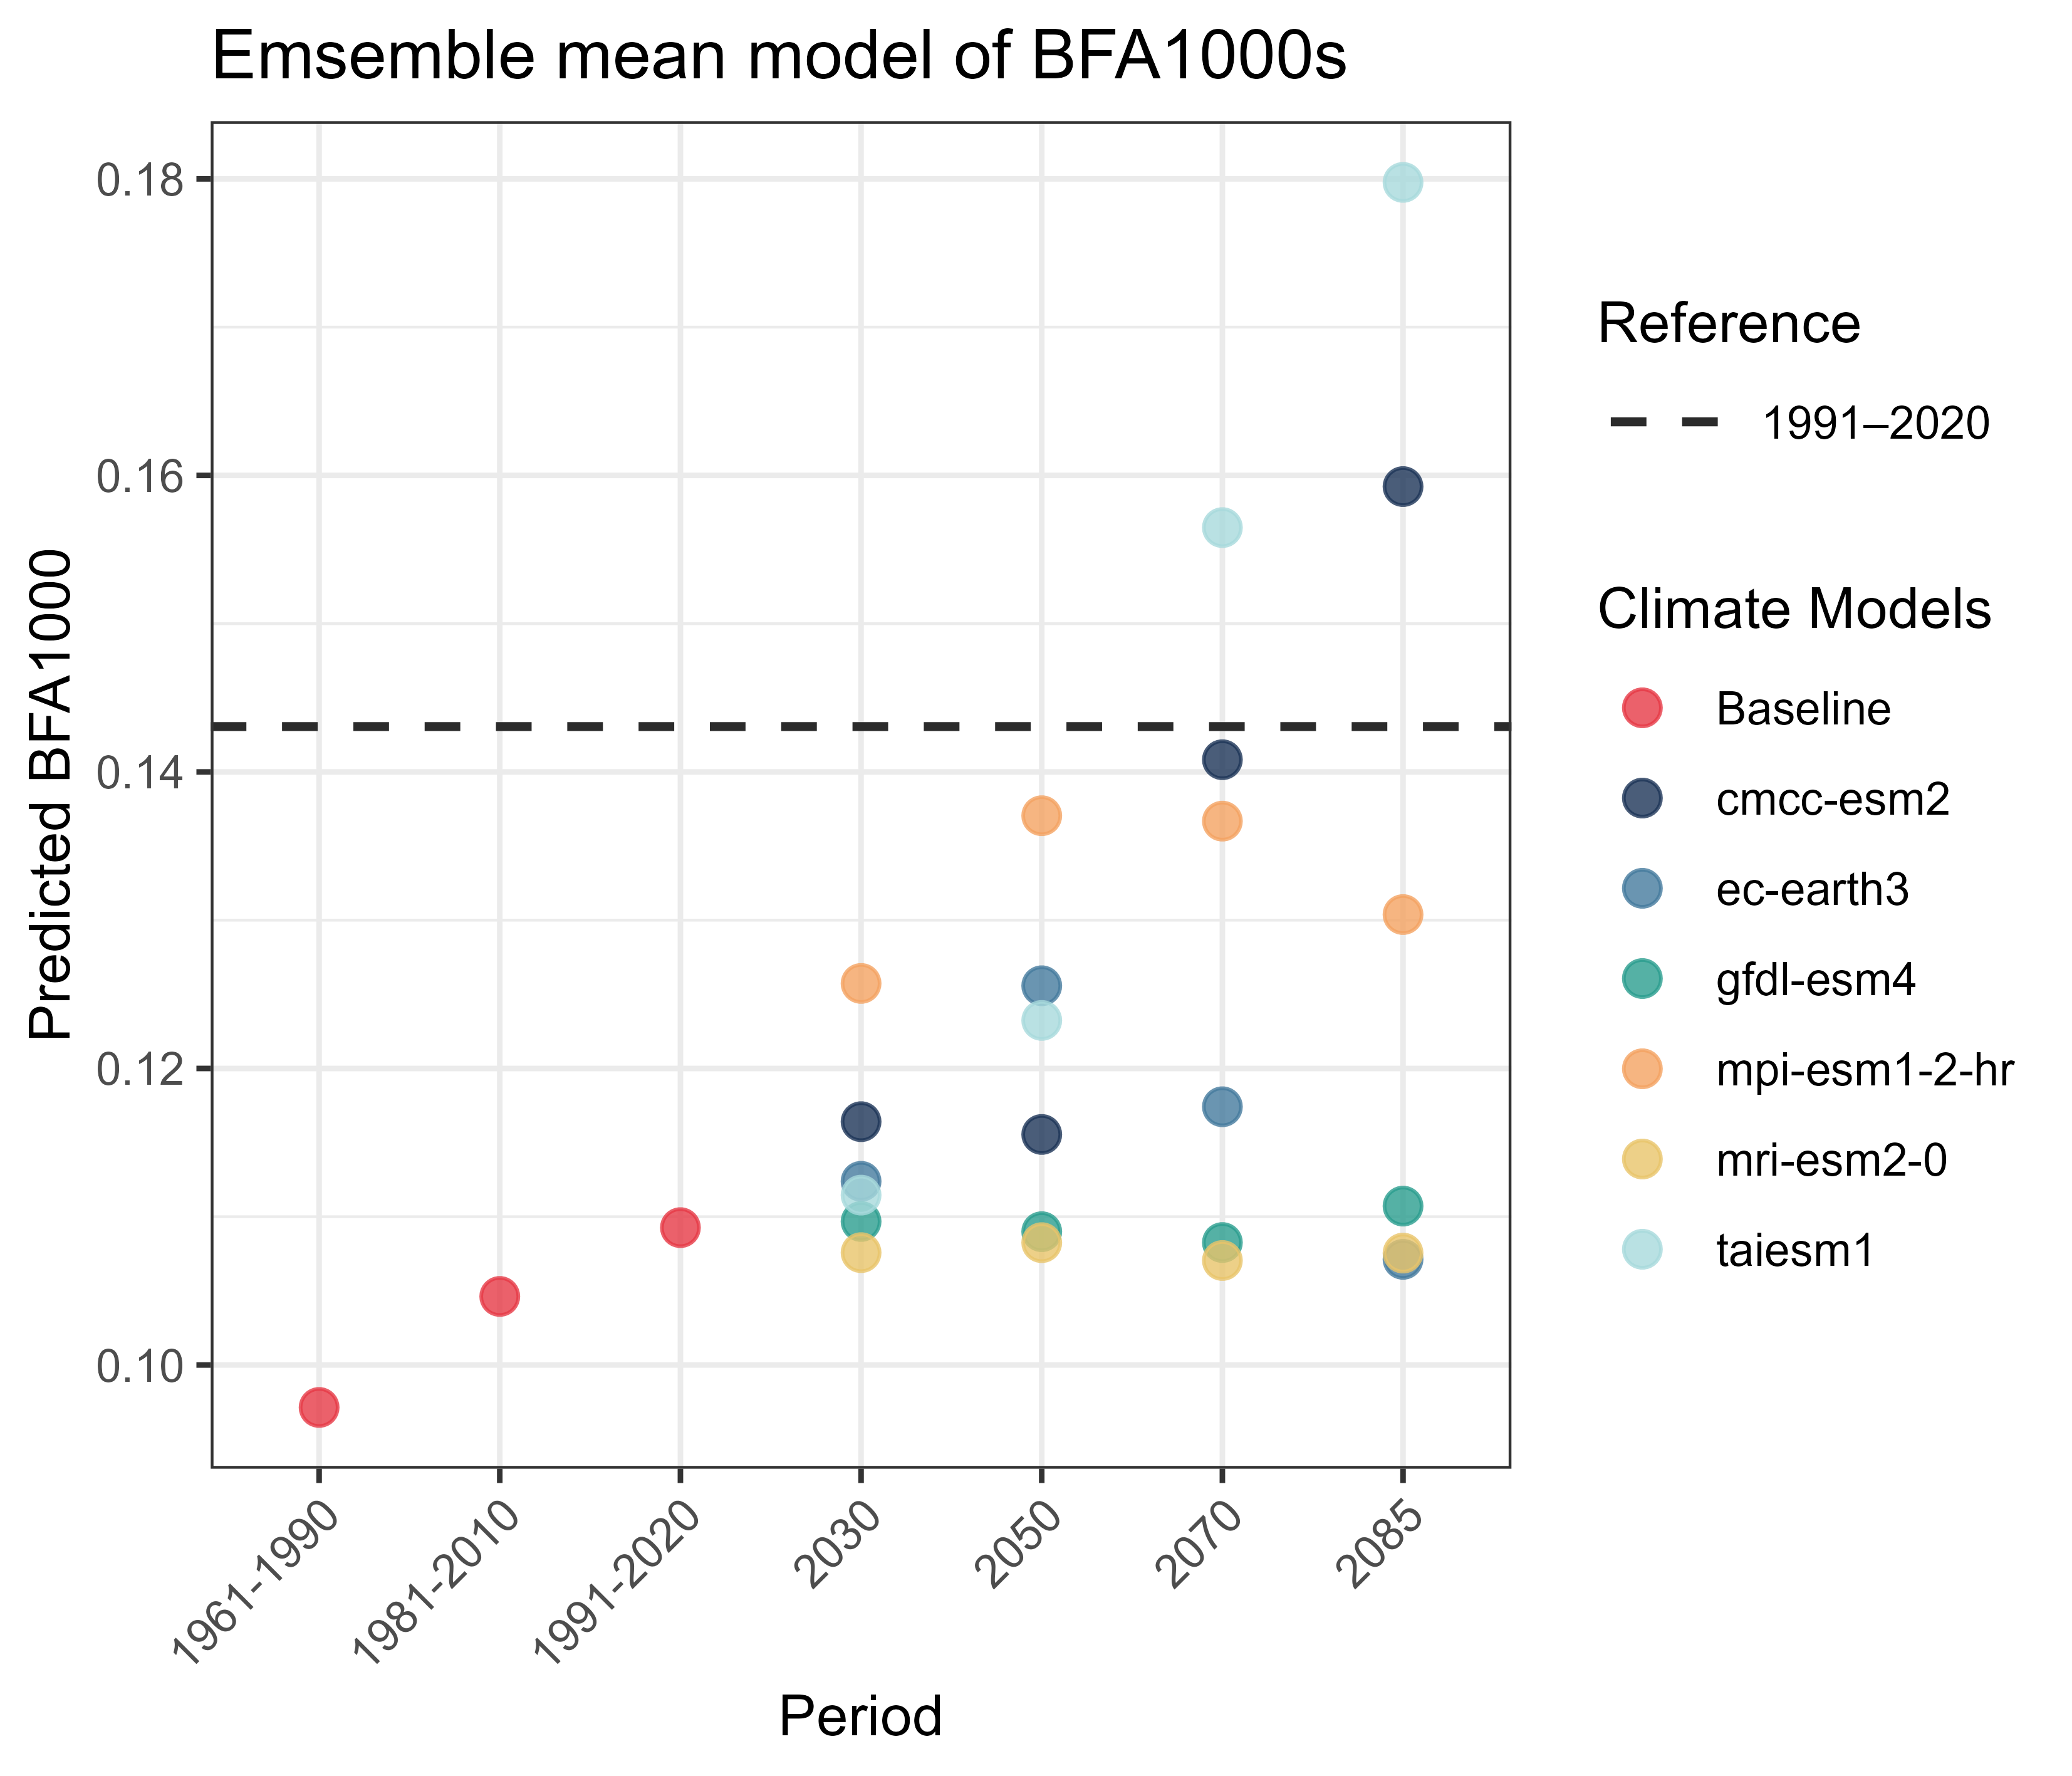 Emsemble mean model of BFA1000s
Predicted BFA1000
0.18
0.16
0.14
0.12
0.10
1961-1990
1981-2010
1991-2020
2030
2050
2070
2085
Period
Reference
1991–2020
Climate Models
Baseline
cmcc-esm2
ec-earth3
gfdl-esm4
mpi-esm1-2-hr
mri-esm2-0
taiesm1